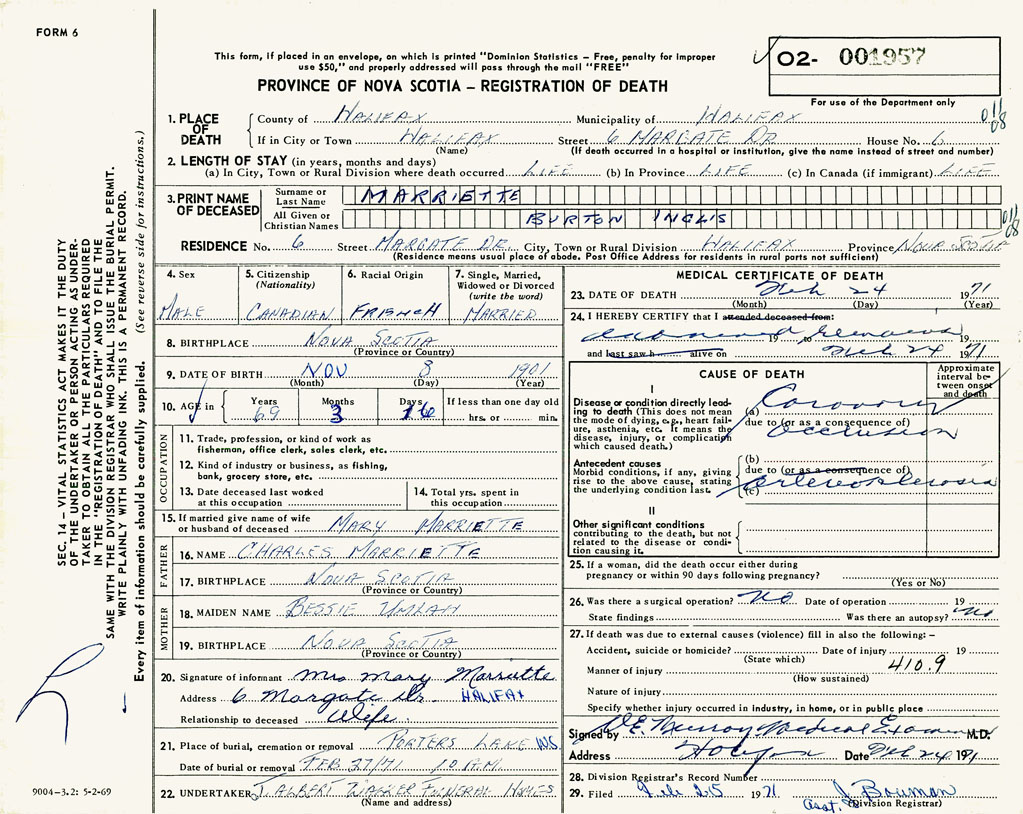 FORM 6
This form, if placed in an envelope, on which is printed "Dominion Statistics – Free, penalty for improper
use $50," and properly addressed will pass through the mail "FREE"
PROVINCE OF NOVA SCOTIA – REGISTRATION OF DEATH
02- 001957
For use of the Department only
011
08
1. PLACE OF DEATH
County of HALIFAX Municipality of HALIFAX
If in City or Town HALIFAX Street 6 MARGATE DR House No. 6
(Name) (If death occurred in a hospital or institution, give the name instead of street and number)
2. LENGTH OF STAY (in years, months and days)
(a) In City, Town or Rural Division where death occurred LIFE (b) In Province LIFE (c) In Canada (if immigrant) LIFE
3. PRINT NAME OF DECEASED
Surname or Last Name MARRIETTE
All Given or Christian Names BURTON INGLIS
011
08
RESIDENCE No. 6 Street MARGATE DR. City, Town or Rural Division HALIFAX Province NOVA SCOTIA
(Residence means usual place of abode. Post Office Address for residents in rural parts not sufficient)
4. Sex MALE
5. Citizenship (Nationality) CANADIAN
6. Racial Origin
7. Single, Married, Widowed or Divorced (write the word) MARRIED
8. BIRTHPLACE NOVA SCOTIA
(Province or Country)
9. DATE OF BIRTH NOV 8 1901
(Month) (Day) (Year)
10. AGE in Years 69 Months 3 Days 16 If less than one day old hrs. or min.
OCCUPATION
11. Trade, profession, or kind of work as
fisherman, office clerk, sales clerk, etc.
12. Kind of industry or business, as fishing,
bank, grocery store, etc.
13. Date deceased last worked
at this occupation
14. Total yrs. spent in
this occupation
15. If married give name of wife
or husband of deceased MARY MARRIETTE
FATHER
16. NAME CHARLES MARRIETTE
17. BIRTHPLACE NOVA SCOTIA
(Province or Country)
MOTHER
18. MAIDEN NAME BESSIE UMLAH
19. BIRTHPLACE NOVA SCOTIA
(Province or Country)
20. Signature of informant Mrs Mary Marriette
Address 6 Margate Dr. HALIFAX
Relationship to deceased Wife
21. Place of burial, cremation or removal PORTERS LAKE NS
Date of burial or removal FEB 27/71 10 A.M.
22. UNDERTAKER J. ALBERT WALKER FUNERAL HOMES
(Name and address)
MEDICAL CERTIFICATE OF DEATH
23. DATE OF DEATH Feb 24 1971
(Month) (Day) (Year)
24. I HEREBY CERTIFY that I attended deceased from:
examined remains 19 to 19
and last saw h alive on Feb 24 1971
CAUSE OF DEATH
Approximate interval between onset and death
I
Disease or condition directly leading to death (This does not mean the mode of dying, e.g., heart failure, asthenia, etc. It means the disease, injury, or complication which caused death.)
(a) Coronary
due to (or as a consequence of)
Occlusion
Antecedent causes
Morbid conditions, if any, giving rise to the above cause, stating the underlying condition last.
(b)
due to (or as a consequence of)
(c) Arteriosclerosis
II
Other significant conditions
contributing to the death, but not
related to the disease or condition causing it.
25. If a woman, did the death occur either during
pregnancy or within 90 days following pregnancy?
(Yes or No)
26. Was there a surgical operation? No Date of operation 19
State findings Was there an autopsy? No
27. If death was due to external causes (violence) fill in also the following:–
Accident, suicide or homicide? Date of injury 19
(State which)
Manner of injury 410.9
(How sustained)
Nature of injury
Specify whether injury occurred in industry, in home, or in public place
Signed by Murray Medical Examiner M.D.
Address Halifax Date Feb 24 1971
28. Division Registrar's Record Number
29. Filed Feb 25 1971 J Bowman
Asst. (Division Registrar)
SEC. 14 – VITAL STATISTICS ACT MAKES IT THE DUTY
OF THE UNDERTAKER OR PERSON ACTING AS UNDER-
TAKER TO OBTAIN ALL THE PARTICULARS REQUIRED
IN THE "REGISTRATION OF DEATH" AND TO FILE THE
SAME WITH THE DIVISION REGISTRAR WHO SHALL ISSUE THE BURIAL PERMIT.
WRITE PLAINLY WITH UNFADING INK. THIS IS A PERMANENT RECORD.
Every item of information should be carefully supplied. (See reverse side for instructions.)
9004–3.2: 5-2-69